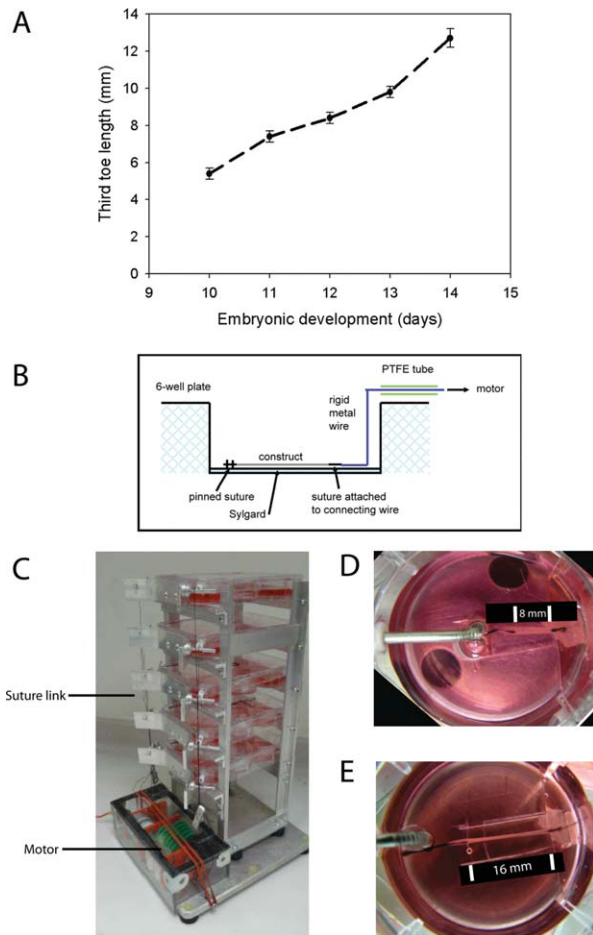 A
Third toe length (mm)
14
12
10
8
6
4
2
0
9 10 11 12 13 14 15
Embryonic development (days)
B
6-well plate
PTFE tube
motor
rigid
metal
wire
construct
pinned suture
Sylgard
suture attached
to connecting wire
C
Suture link
Motor
D
8 mm
E
16 mm